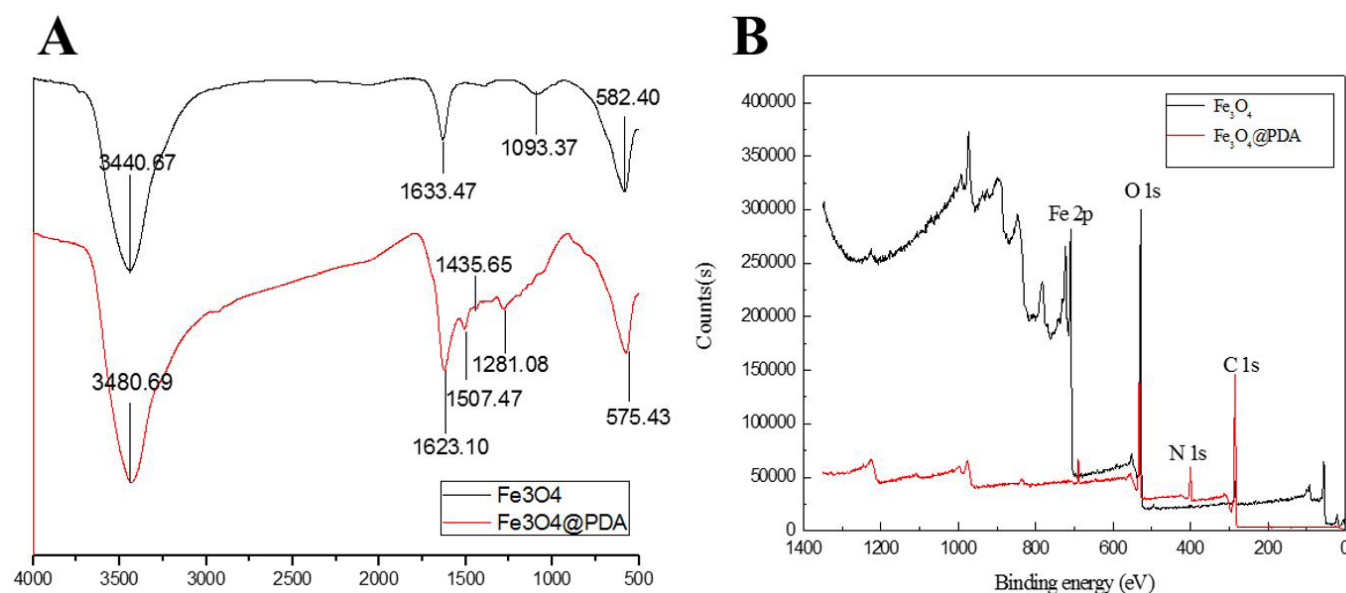 A
3440.67
1633.47
1093.37
582.40
3480.69
1623.10
1507.47
1435.65
1281.08
575.43
Fe3O4
Fe3O4@PDA
4000 3500 3000 2500 2000 1500 1000 500
B
Counts(s)
400000
350000
300000
250000
200000
150000
100000
50000
0
Fe₃O₄
Fe₃O₄@PDA
Fe 2p
O 1s
N 1s
C 1s
1400 1200 1000 800 600 400 200 0
Binding energy (eV)